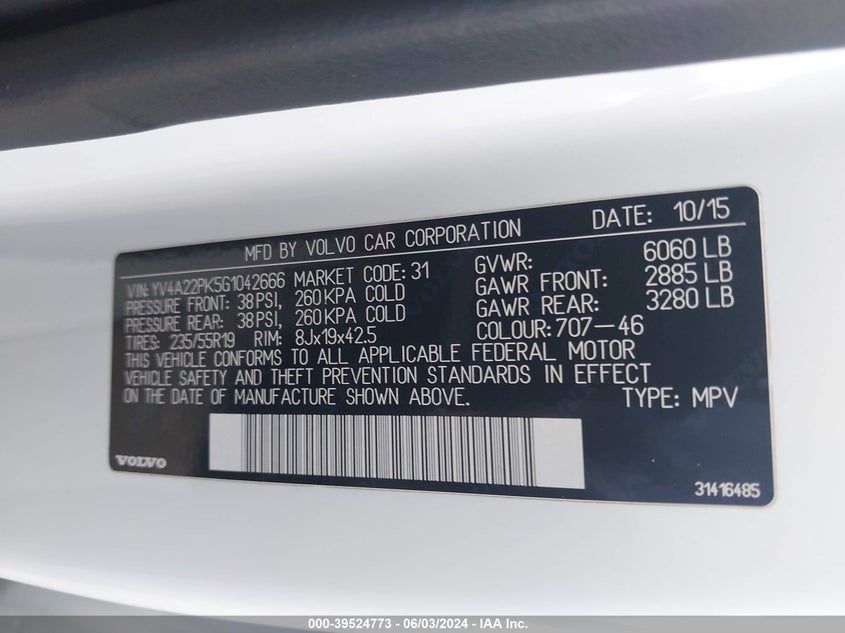 MFD BY VOLVO CAR CORPORATION DATE: 10/15
VIN: YV4A22PK5G1042666 MARKET CODE: 31 GVWR: 6060 LB
PRESSURE FRONT: 38 PSI, 260 KPA COLD GAWR FRONT: 2885 LB
PRESSURE REAR: 38 PSI, 260 KPA COLD GAWR REAR: 3280 LB
TIRES: 235/55R19 RIM: 8Jx19x42.5 COLOUR: 707-46
THIS VEHICLE CONFORMS TO ALL APPLICABLE FEDERAL MOTOR
VEHICLE SAFETY AND THEFT PREVENTION STANDARDS IN EFFECT
ON THE DATE OF MANUFACTURE SHOWN ABOVE. TYPE: MPV
VOLVO
31416485
000-39524773 - 06/03/2024 - IAA Inc.